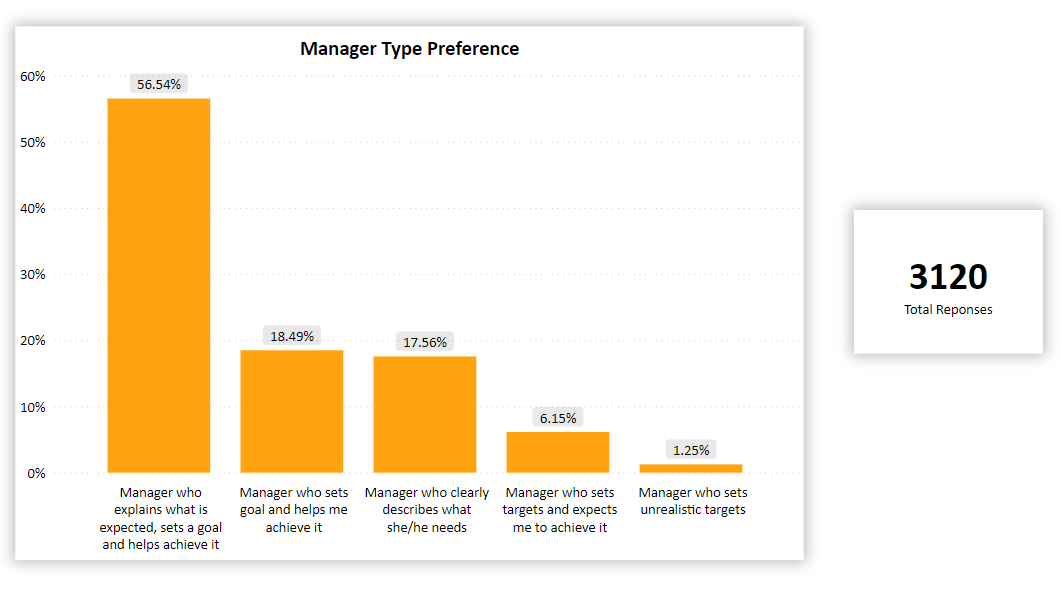 Manager Type Preference
60%
50%
40%
30%
20%
10%
0%
56.54%
18.49%
17.56%
6.15%
1.25%
Manager who
explains what is
expected, sets a goal
and helps achieve it
Manager who sets
goal and helps me
achieve it
Manager who clearly
describes what
she/he needs
Manager who sets
targets and expects
me to achieve it
Manager who sets
unrealistic targets
3120
Total Reponses